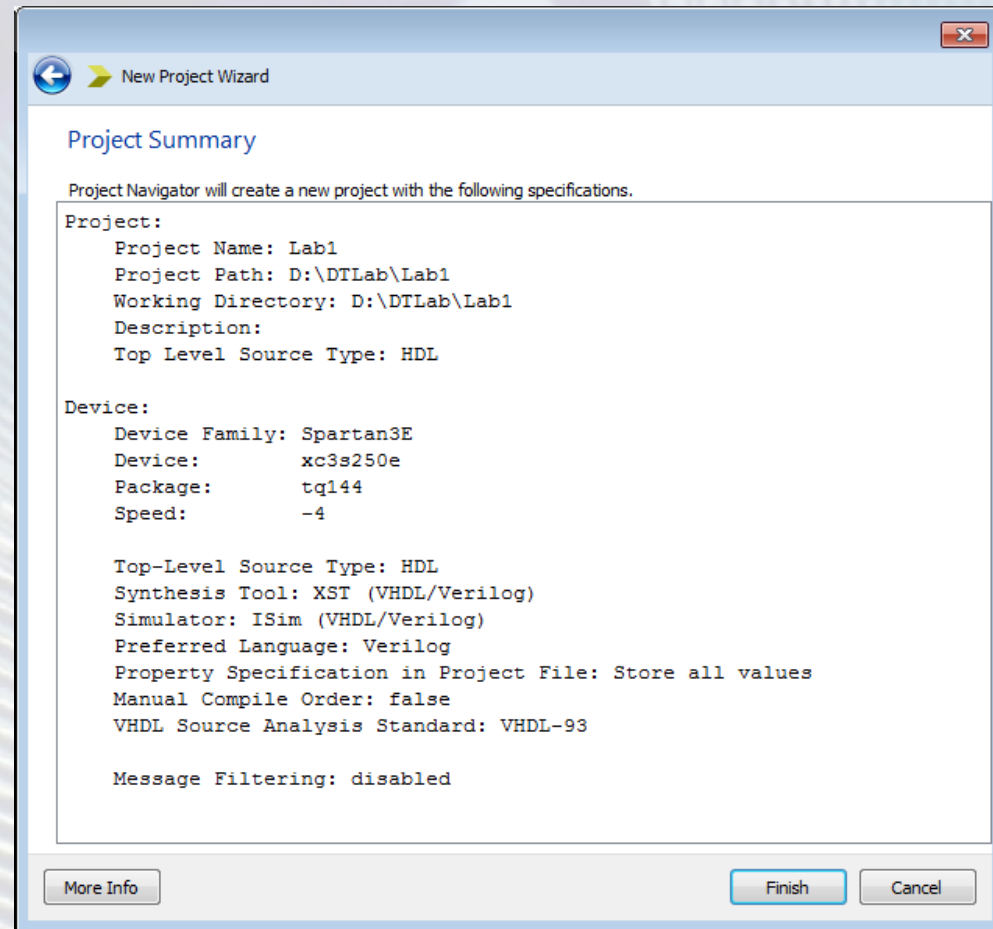 New Project Wizard
Project Summary
Project Navigator will create a new project with the following specifications.
Project:
Project Name: Lab1
Project Path: D:\DTLab\Lab1
Working Directory: D:\DTLab\Lab1
Description:
Top Level Source Type: HDL
Device:
Device Family: Spartan3E
Device: xc3s250e
Package: tq144
Speed: -4
Top-Level Source Type: HDL
Synthesis Tool: XST (VHDL/Verilog)
Simulator: ISim (VHDL/Verilog)
Preferred Language: Verilog
Property Specification in Project File: Store all values
Manual Compile Order: false
VHDL Source Analysis Standard: VHDL-93
Message Filtering: disabled
More Info Finish Cancel